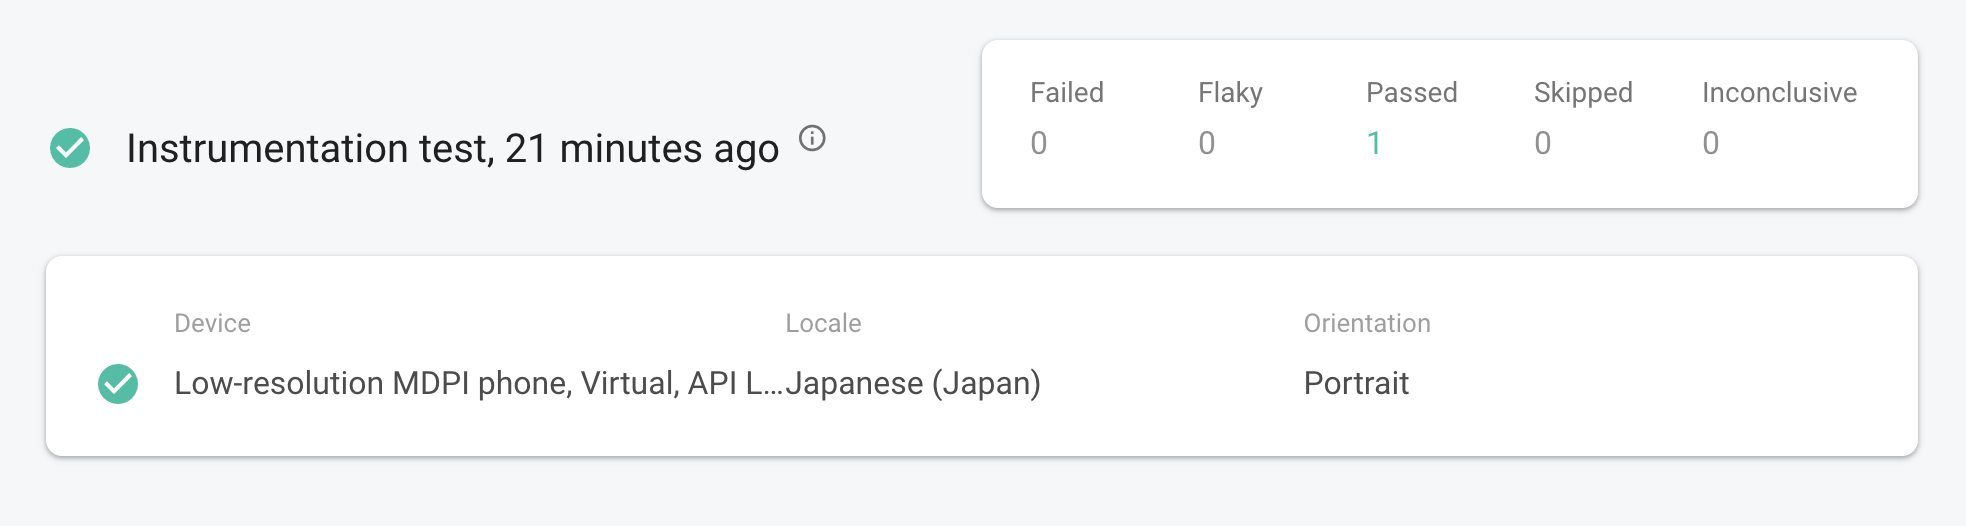 Instrumentation test, 21 minutes ago
Failed Flaky Passed Skipped Inconclusive
0 0 1 0 0
Device Locale Orientation
Low-resolution MDPI phone, Virtual, API L... Japanese (Japan) Portrait